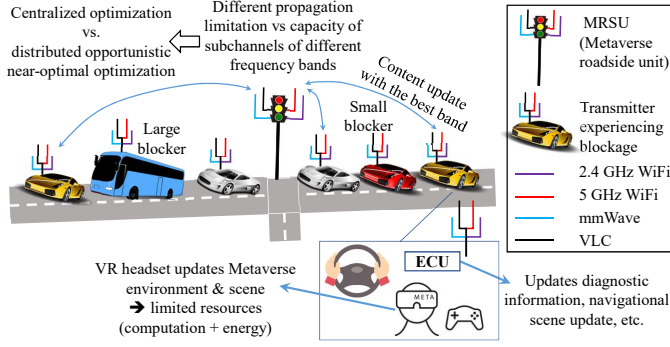 Centralized optimization
vs.
distributed opportunistic
near-optimal optimization
Different propagation
limitation vs capacity of
subchannels of different
frequency bands
Content update
with the best band
Large
blocker
Small
blocker
MRSU
(Metaverse
roadside unit)
Transmitter
experiencing
blockage
2.4 GHz WiFi
5 GHz WiFi
mmWave
VLC
VR headset updates Metaverse
environment & scene
➔ limited resources
(computation + energy)
ECU
META
Updates diagnostic
information, navigational
scene update, etc.